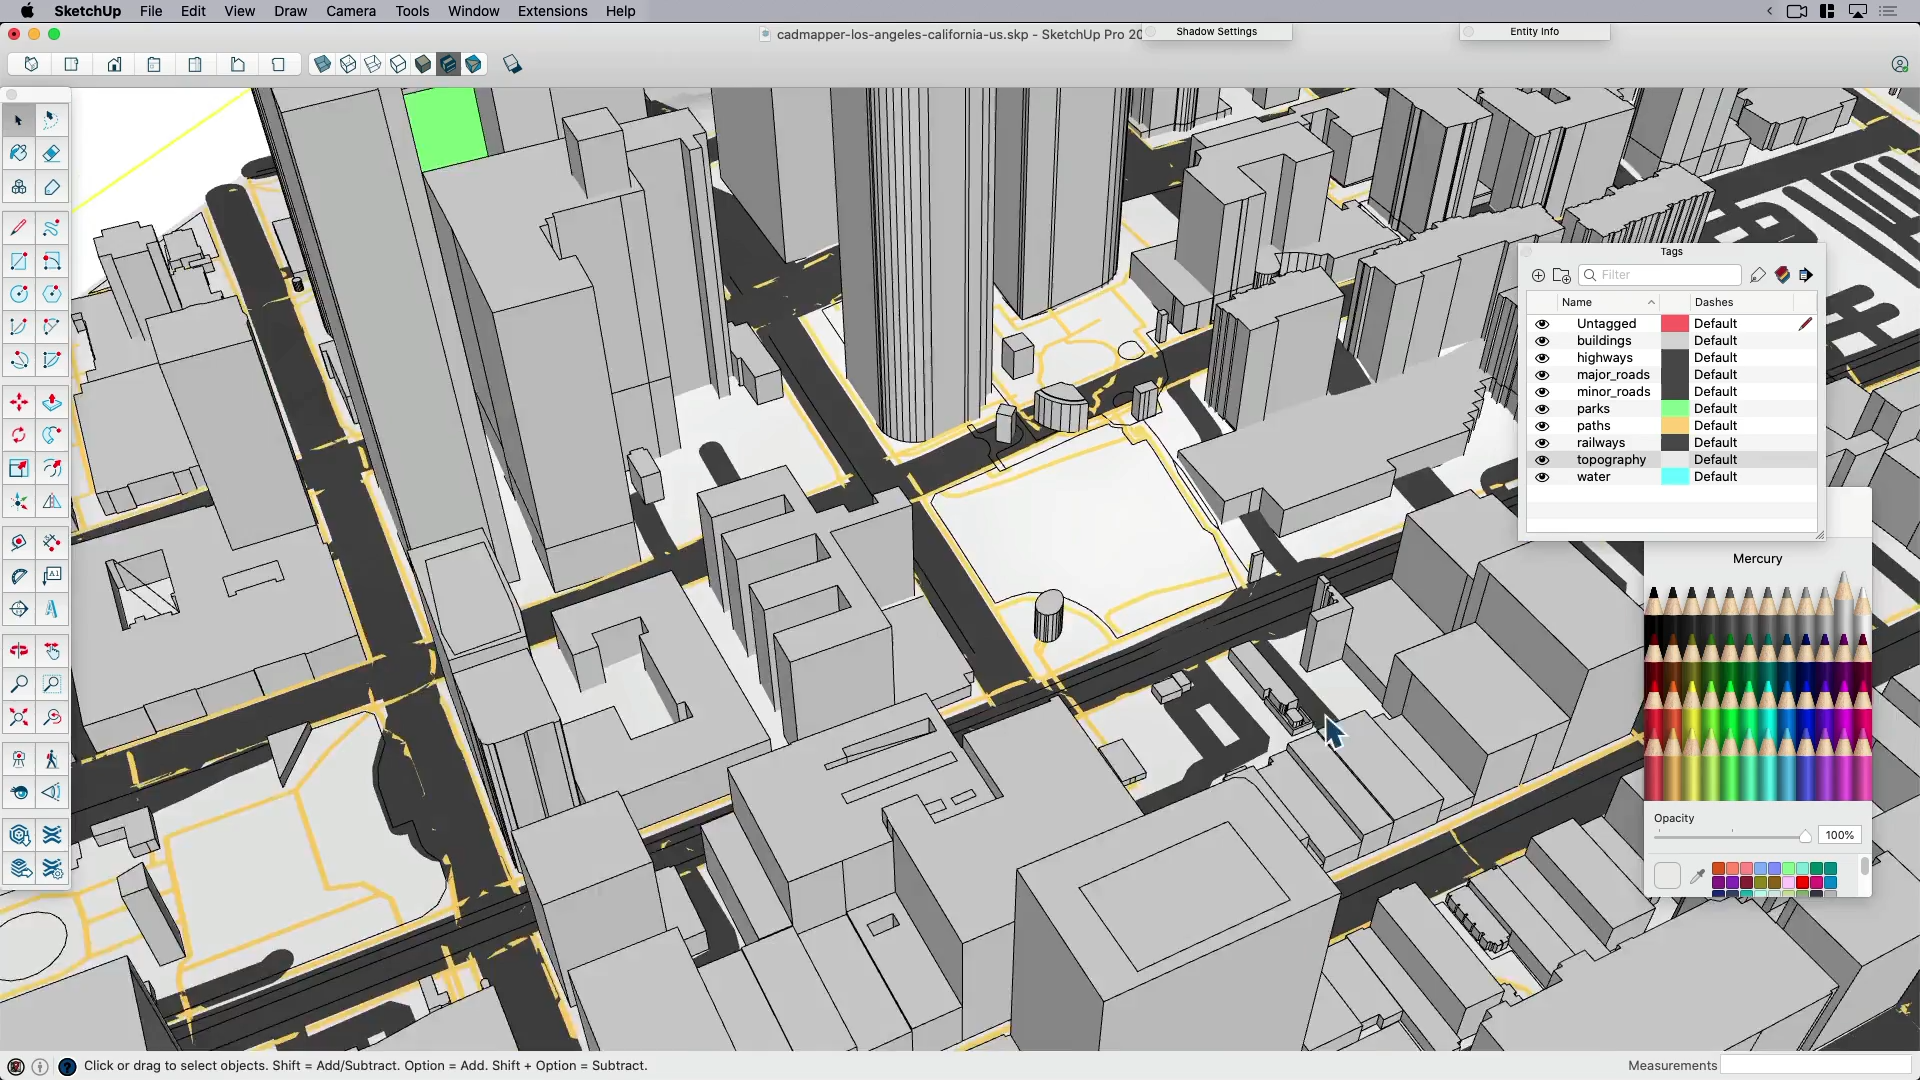 SketchUp File Edit View Draw Camera Tools Window Extensions Help
cadmapper-los-angeles-california-us.skp - SketchUp Pro 20
Shadow Settings
Entity Info
Tags
Filter
Name Dashes
Untagged Default
buildings Default
highways Default
major_roads Default
minor_roads Default
parks Default
paths Default
railways Default
topography Default
water Default
Mercury
Opacity
100%
Click or drag to select objects. Shift = Add/Subtract. Option = Add. Shift + Option = Subtract.
Measurements